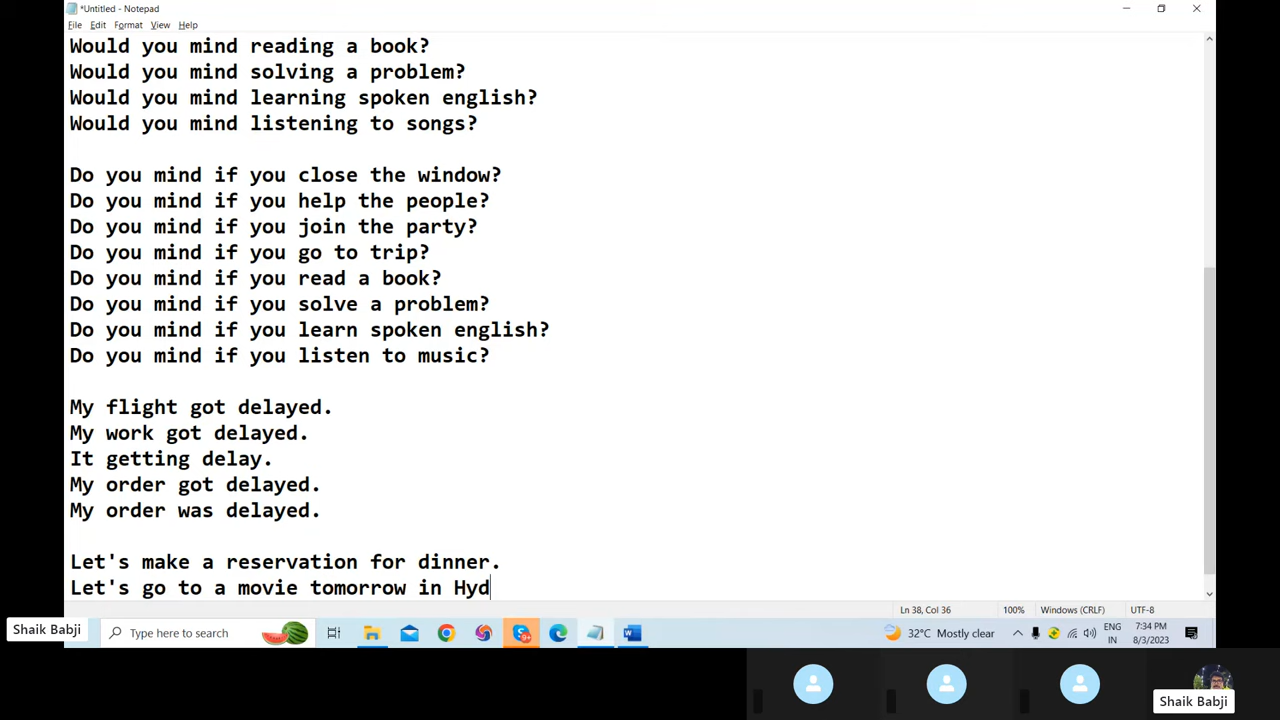 *Untitled - Notepad
File Edit Format View Help
Would you mind reading a book?
Would you mind solving a problem?
Would you mind learning spoken english?
Would you mind listening to songs?
Do you mind if you close the window?
Do you mind if you help the people?
Do you mind if you join the party?
Do you mind if you go to trip?
Do you mind if you read a book?
Do you mind if you solve a problem?
Do you mind if you learn spoken english?
Do you mind if you listen to music?
My flight got delayed.
My work got delayed.
It getting delay.
My order got delayed.
My order was delayed.
Let's make a reservation for dinner.
Let's go to a movie tomorrow in Hyd
Ln 38, Col 36 100% Windows (CRLF) UTF-8
Shaik Babji
Type here to search
32°C Mostly clear
ENG
IN
7:34 PM
8/3/2023
Shaik Babji